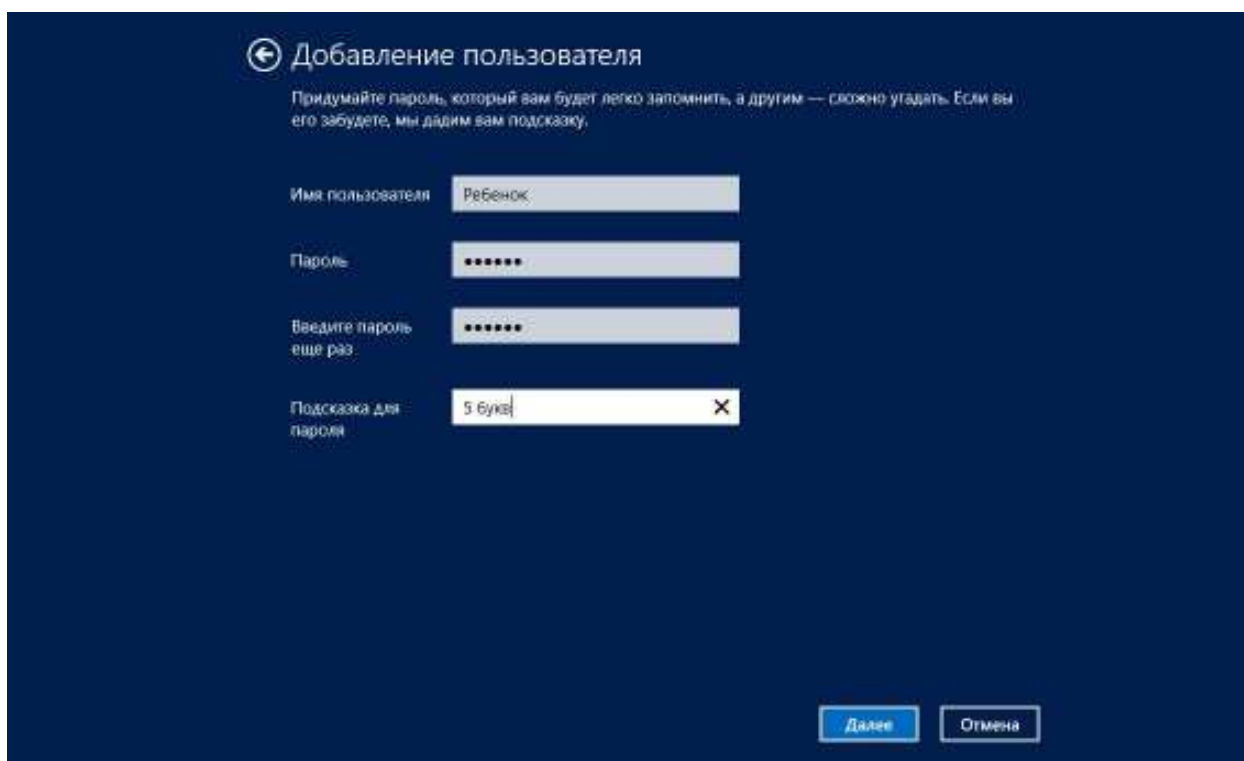 Добавление пользователя
Придумайте пароль, который вам будет легко запомнить, а другим — сложно угадать. Если вы
его забудете, мы дадим вам подсказку.
Имя пользователя
Ребенок
Пароль
••••••
Введите пароль
еще раз
••••••
Подсказка для
пароля
5 букв
Далее
Отмена